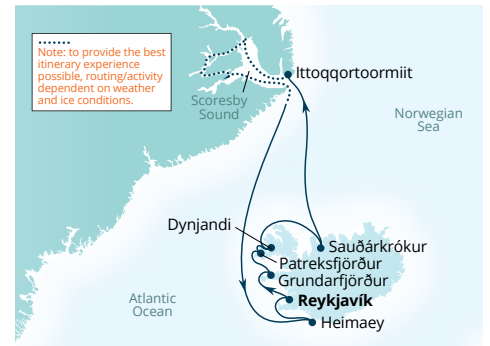 Note: to provide the best
itinerary experience
possible, routing/activity
dependent on weather
and ice conditions.
Ittoqqortoormiit
Scoresby
Sound
Norwegian
Sea
Dynjandi
Sauðárkrókur
Patreksfjörður
Grundarfjörður
Reykjavík
Atlantic
Ocean
Heimaey